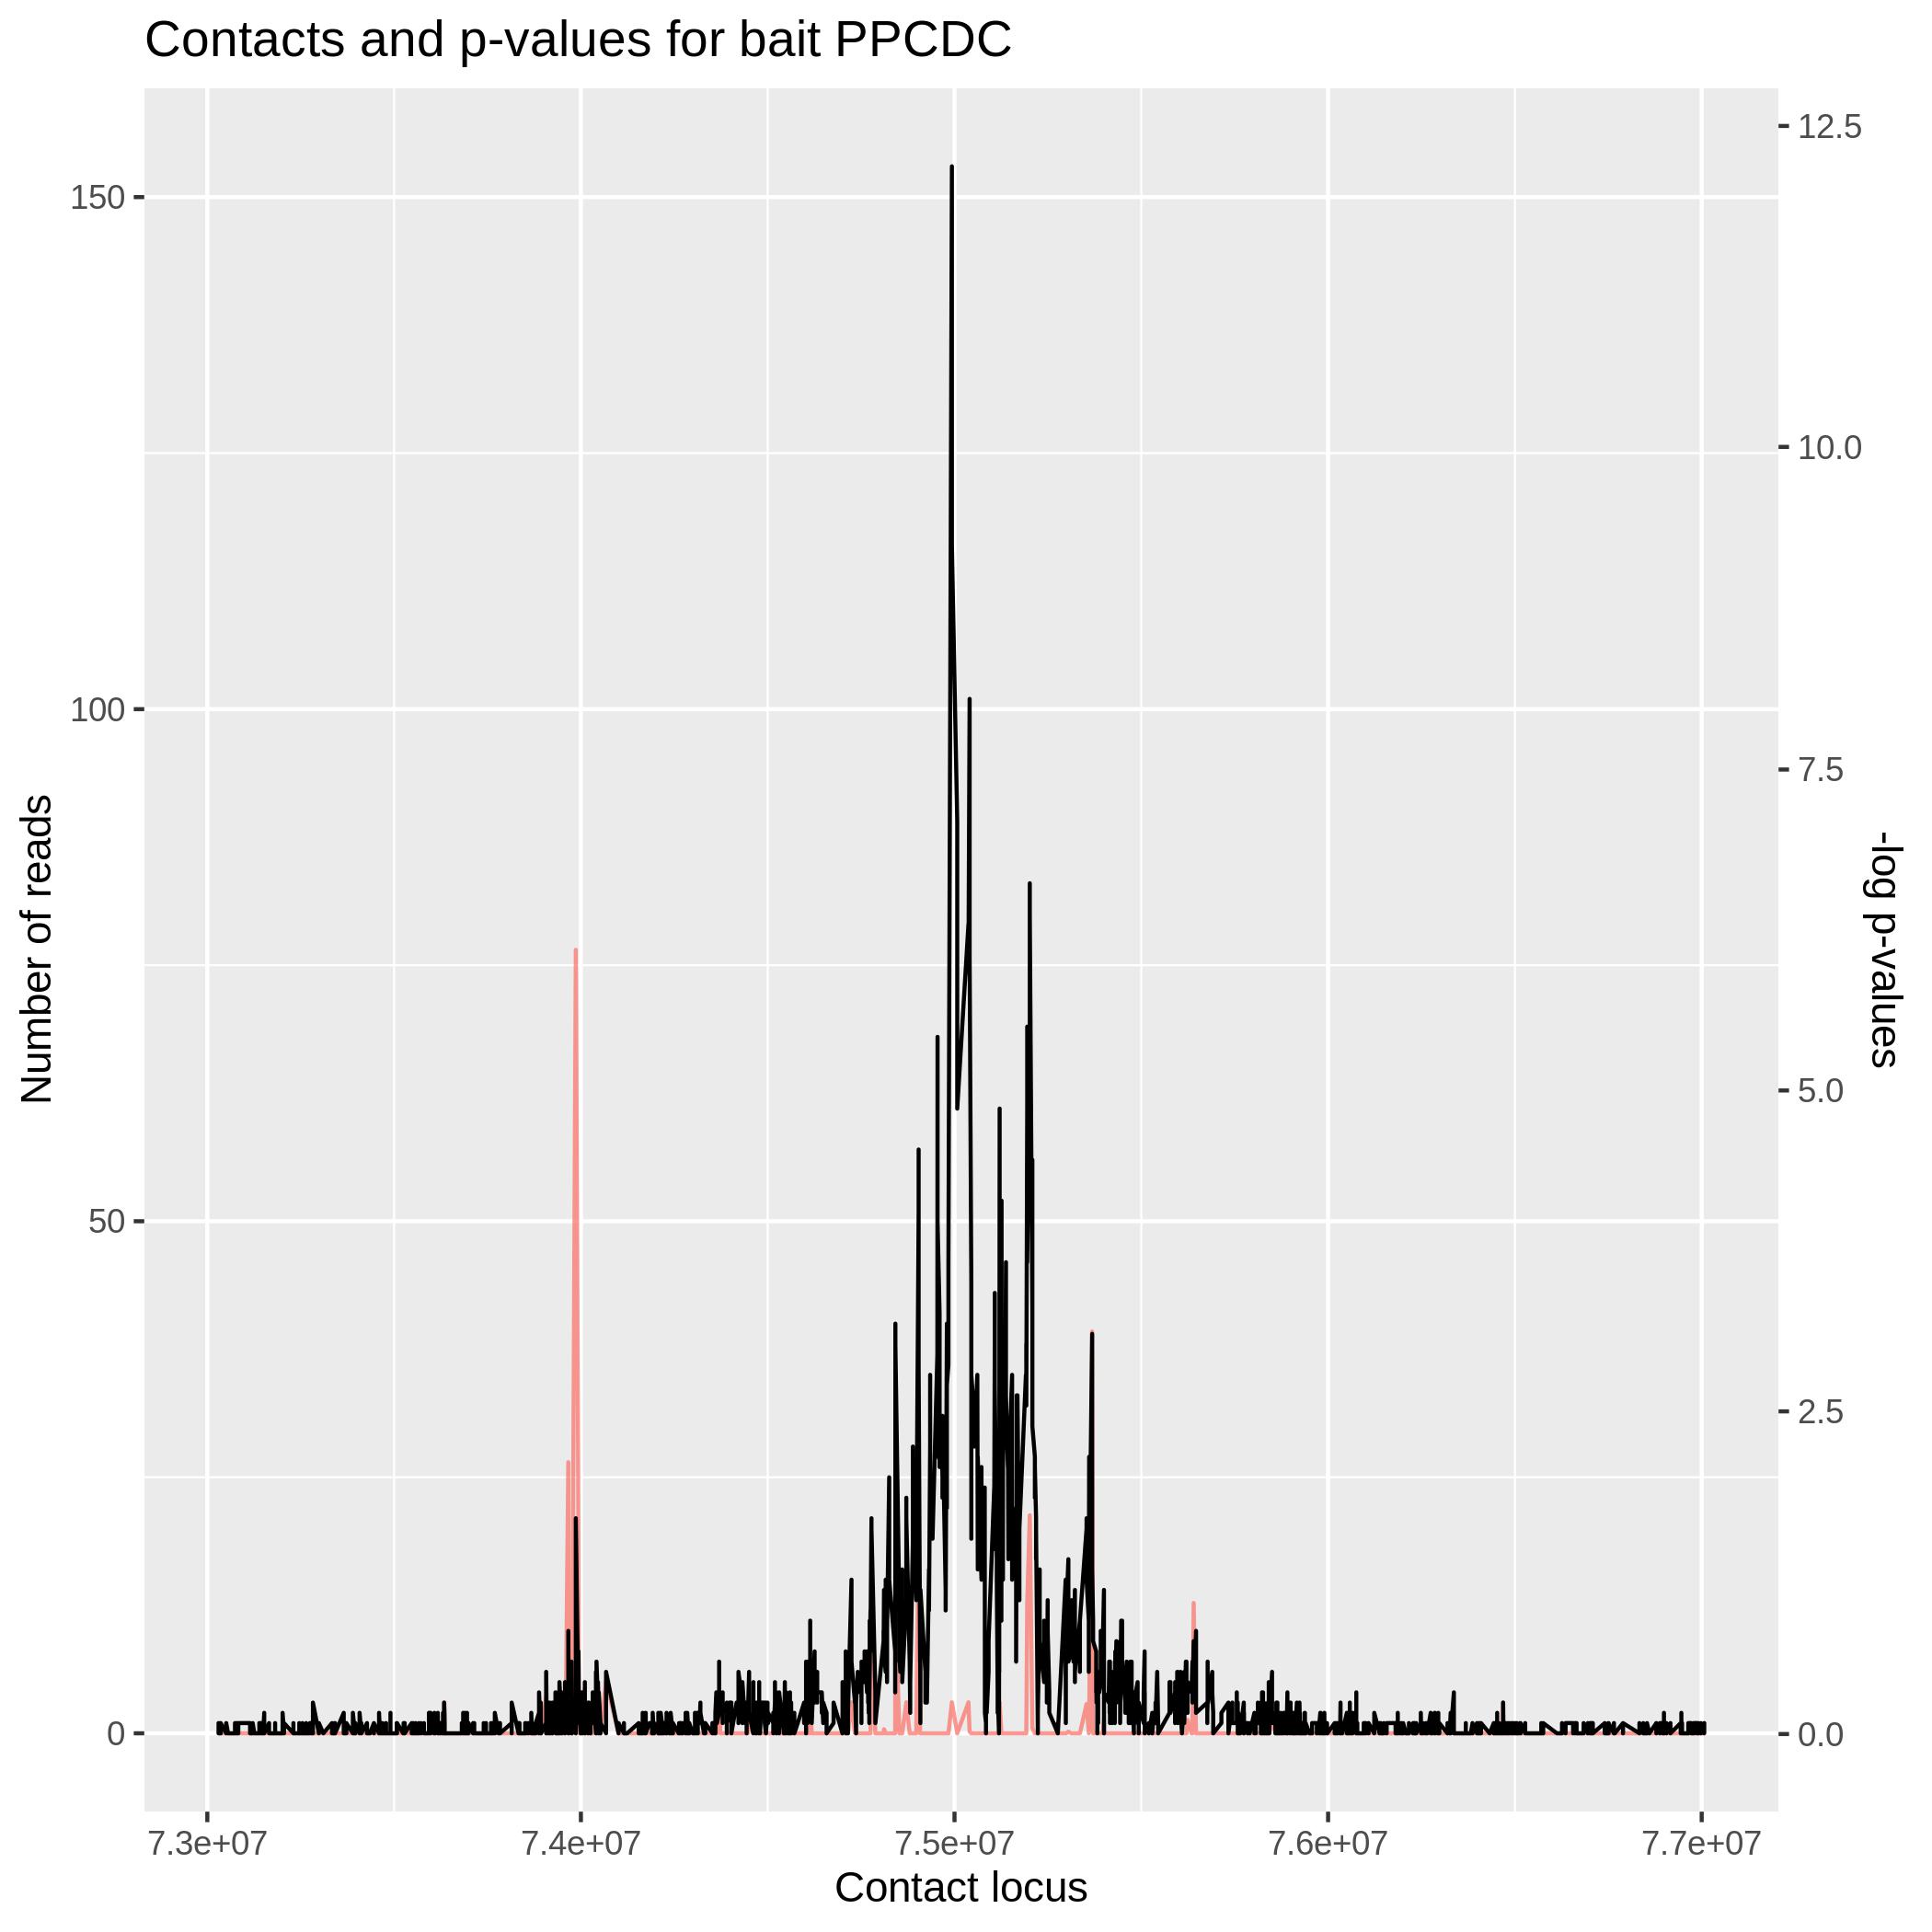 Contacts and p-values for bait PPCDC
150
100
50
0
Number of reads
12.5
10.0
7.5
5.0
2.5
0.0
-log p-values
7.3e+07
7.4e+07
7.5e+07
7.6e+07
7.7e+07
Contact locus